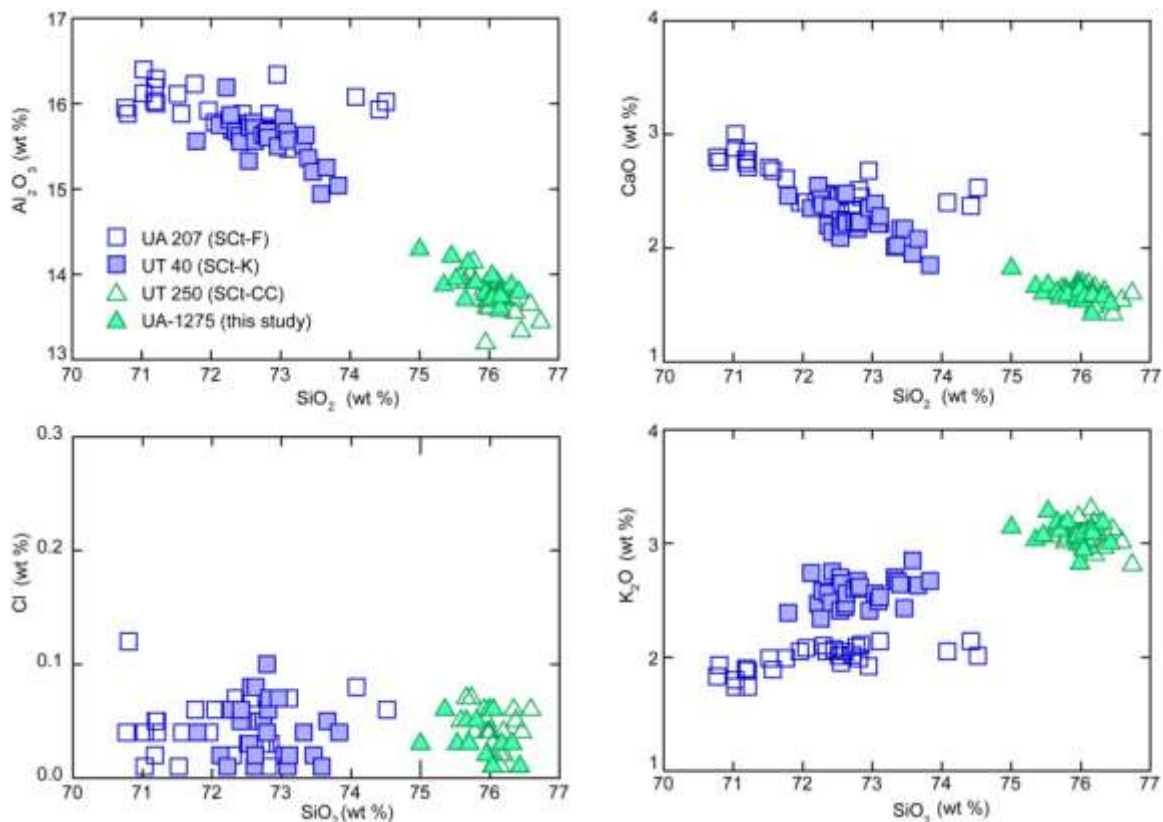 17
16
15
14
13
Al2O3 (wt %)
UA 207 (SCt-F)
UT 40 (SCt-K)
UT 250 (SCt-CC)
UA-1275 (this study)
70 71 72 73 74 75 76 77
SiO2 (wt %)
4
3
2
1
CaO (wt %)
70 71 72 73 74 75 76 77
SiO2 (wt %)
0.3
0.2
0.1
0.0
Cl (wt %)
70 71 72 73 74 75 76 77
SiO2 (wt %)
4
3
2
1
K2O (wt %)
70 71 72 73 74 75 76 77
SiO2 (wt %)